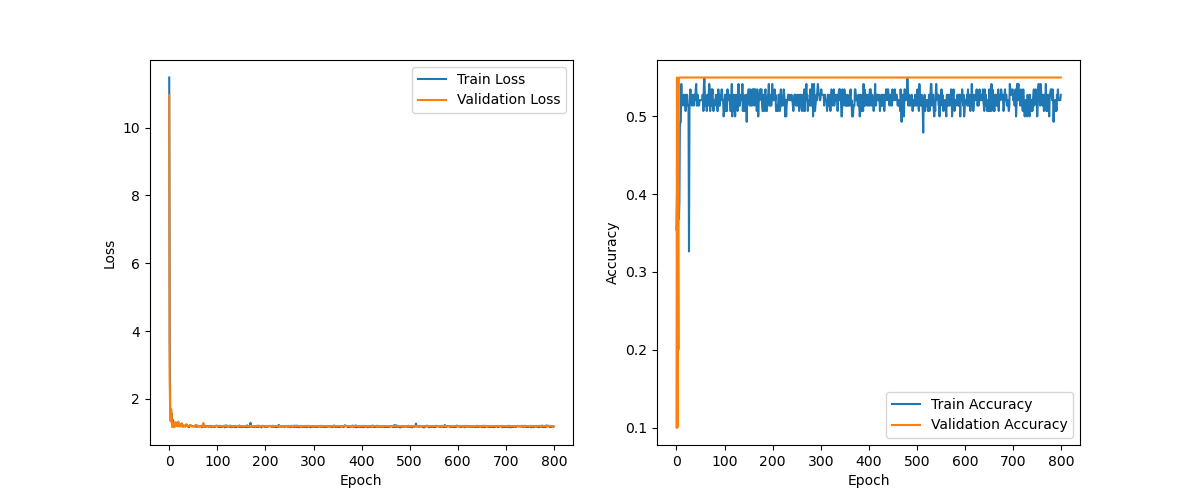 Train Loss
Validation Loss
10
8
6
4
2
0 100 200 300 400 500 600 700 800
Epoch
Loss
0.5
0.4
0.3
0.2
0.1
Train Accuracy
Validation Accuracy
0 100 200 300 400 500 600 700 800
Epoch
Accuracy